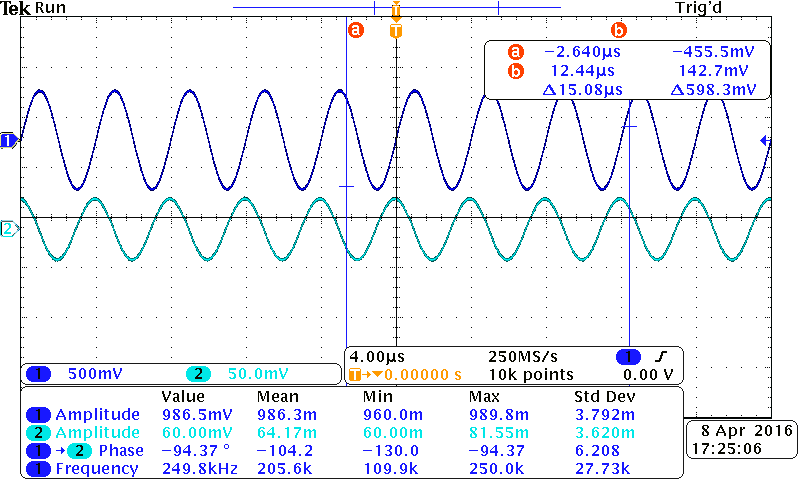 Tek Run Trig'd
a b
T
T
a −2.640µs −455.5mV
b 12.44µs 142.7mV
Δ15.08µs Δ598.3mV
1
2
1 500mV 2 50.0mV
4.00µs 250MS/s 1
T→▼0.00000 s 10k points 0.00 V
Value Mean Min Max Std Dev
1 Amplitude 986.5mV 986.3m 960.0m 989.8m 3.792m
2 Amplitude 60.00mV 64.17m 60.00m 81.55m 3.620m
1 → 2 Phase −94.37 ° −104.2 −130.0 −94.37 6.208
1 Frequency 249.8kHz 205.6k 109.9k 250.0k 27.73k
8 Apr 2016
17:25:06